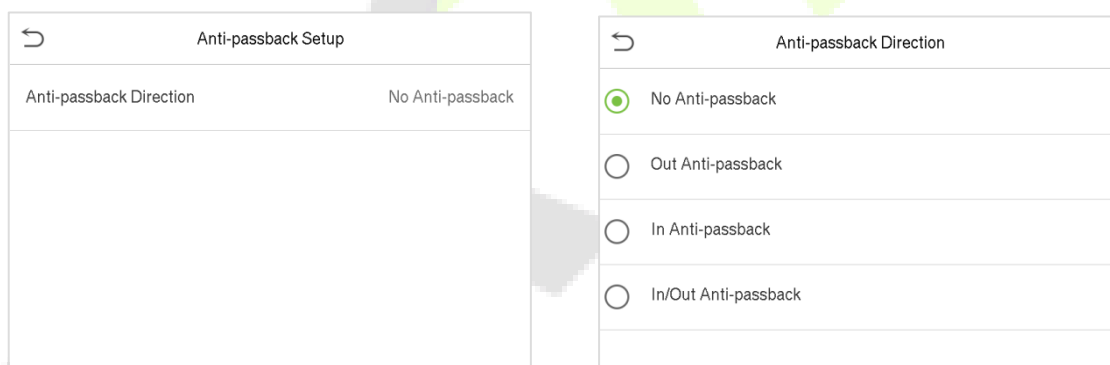 Anti-passback Setup
Anti-passback Direction
No Anti-passback
Anti-passback Direction
No Anti-passback
Out Anti-passback
In Anti-passback
In/Out Anti-passback